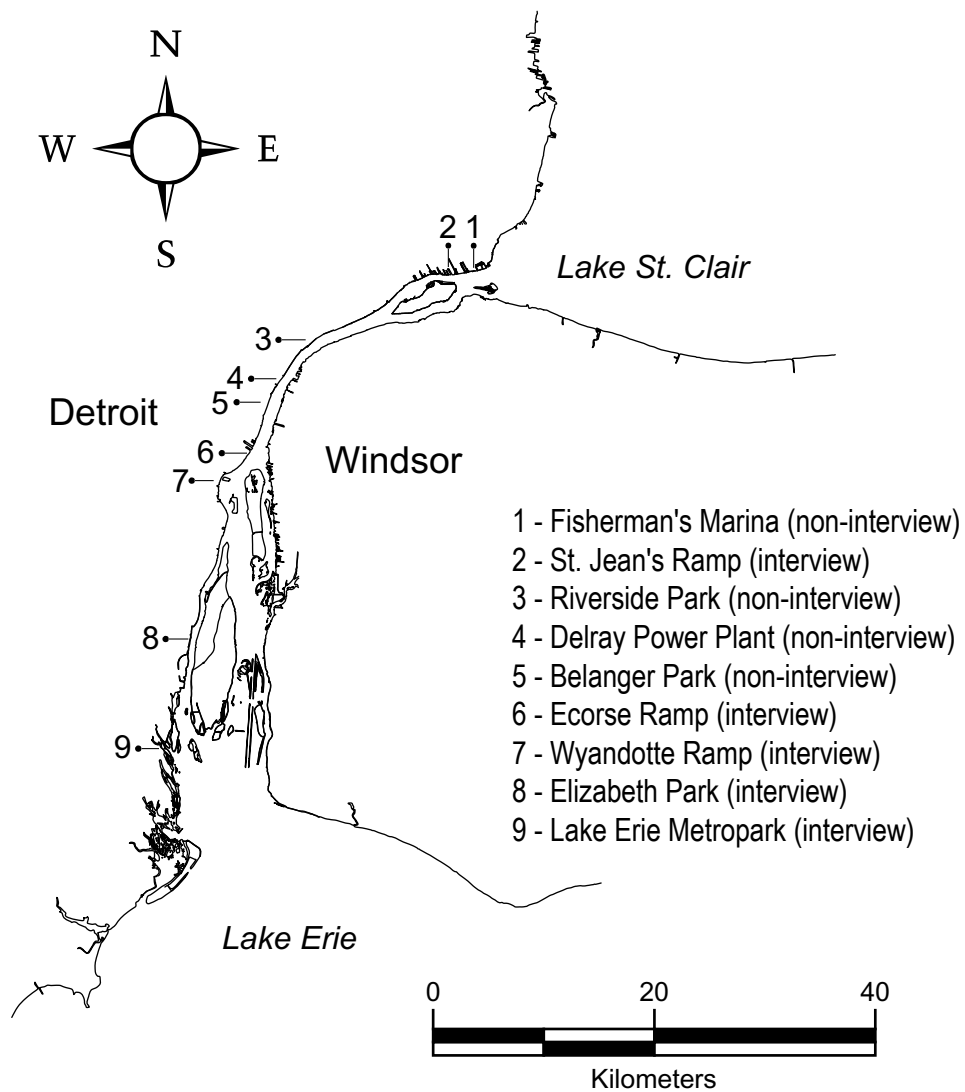 N
W E
S
2 1
Lake St. Clair
3
4
Detroit
5
6
Windsor
7
1 - Fisherman's Marina (non-interview)
2 - St. Jean's Ramp (interview)
3 - Riverside Park (non-interview)
4 - Delray Power Plant (non-interview)
5 - Belanger Park (non-interview)
6 - Ecorse Ramp (interview)
7 - Wyandotte Ramp (interview)
8 - Elizabeth Park (interview)
9 - Lake Erie Metropark (interview)
8
9
Lake Erie
0 20 40
Kilometers